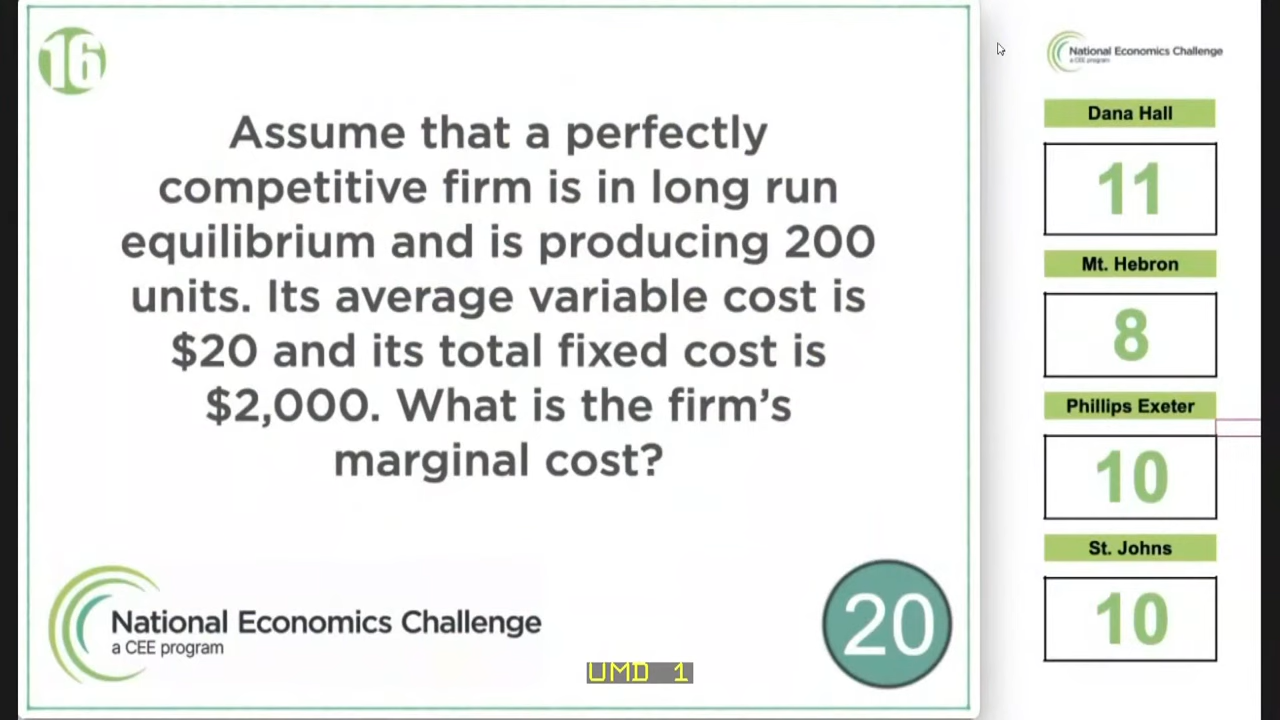 16
Assume that a perfectly
competitive firm is in long run
equilibrium and is producing 200
units. Its average variable cost is
$20 and its total fixed cost is
$2,000. What is the firm's
marginal cost?
National Economics Challenge
a CEE program
20
UMD 1
National Economics Challenge
a CEE program
Dana Hall
11
Mt. Hebron
8
Phillips Exeter
10
St. Johns
10